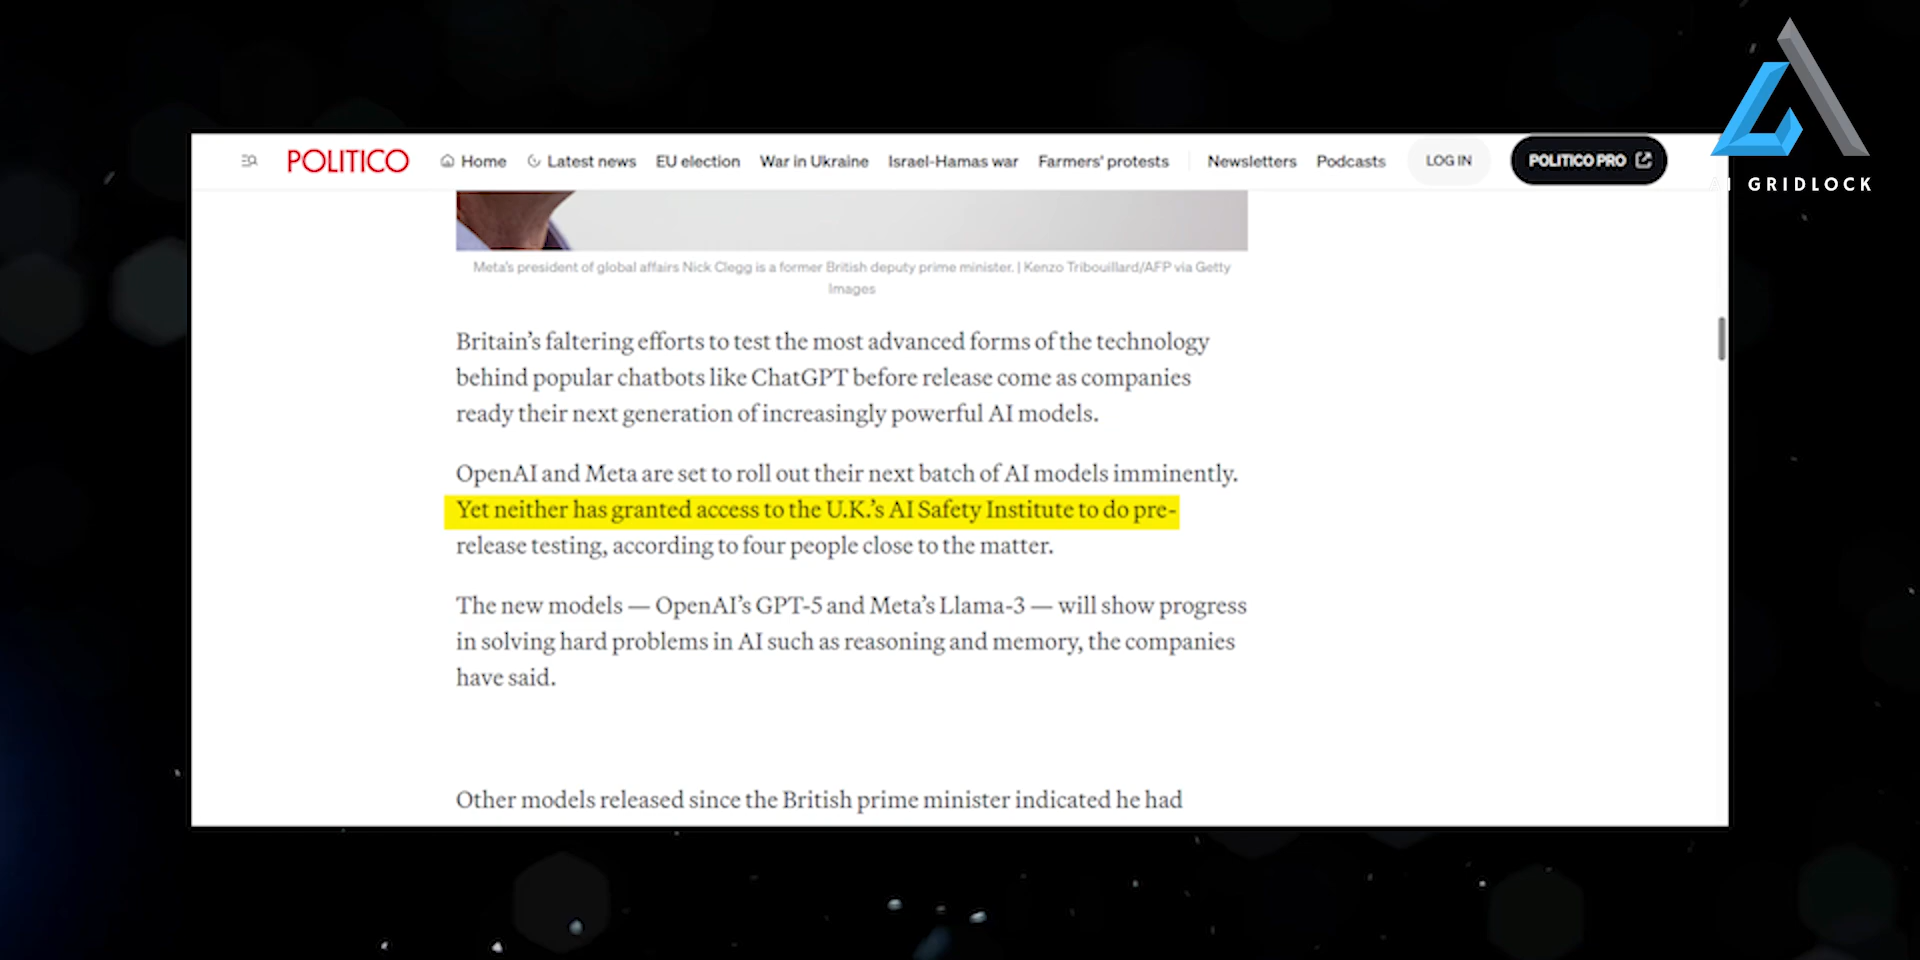 POLITICO Home Latest news EU election War in Ukraine Israel-Hamas war Farmers' protests Newsletters Podcasts LOG IN POLITICO PRO
AI GRIDLOCK
Meta's president of global affairs Nick Clegg is a former British deputy prime minister. | Kenzo Tribouillard/AFP via Getty
Images
Britain's faltering efforts to test the most advanced forms of the technology
behind popular chatbots like ChatGPT before release come as companies
ready their next generation of increasingly powerful AI models.
OpenAI and Meta are set to roll out their next batch of AI models imminently.
Yet neither has granted access to the U.K.'s AI Safety Institute to do pre-
release testing, according to four people close to the matter.
The new models — OpenAI's GPT-5 and Meta's Llama-3 — will show progress
in solving hard problems in AI such as reasoning and memory, the companies
have said.
Other models released since the British prime minister indicated he had